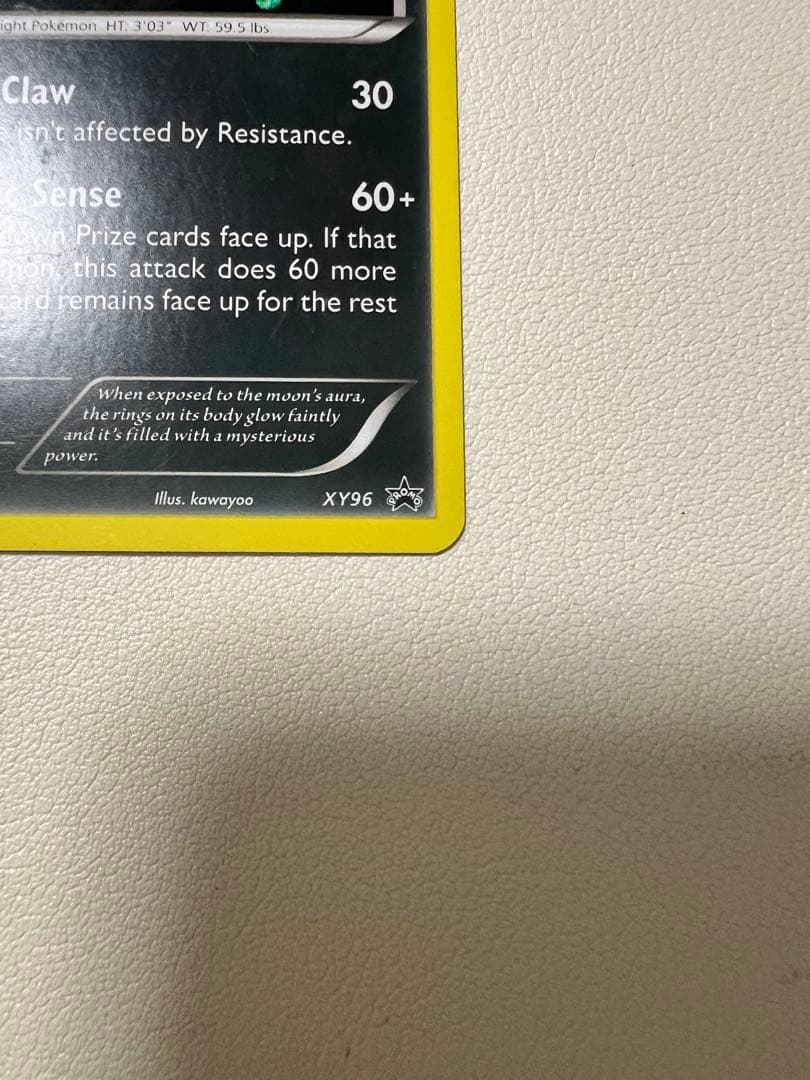 ight Pokémon HT: 3'03" WT: 59.5 lbs
Claw 30
isn't affected by Resistance.
c Sense 60+
down Prize cards face up. If that
mon, this attack does 60 more
card remains face up for the rest
When exposed to the moon's aura,
the rings on its body glow faintly
and it's filled with a mysterious
power.
Illus. kawayoo XY96 PROMO